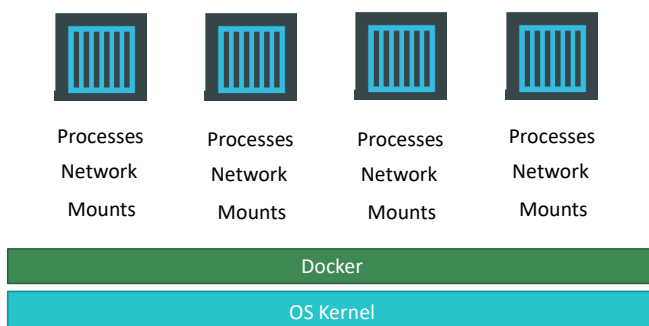 Processes Processes Processes Processes
Network Network Network Network
Mounts Mounts Mounts Mounts
Docker
OS Kernel